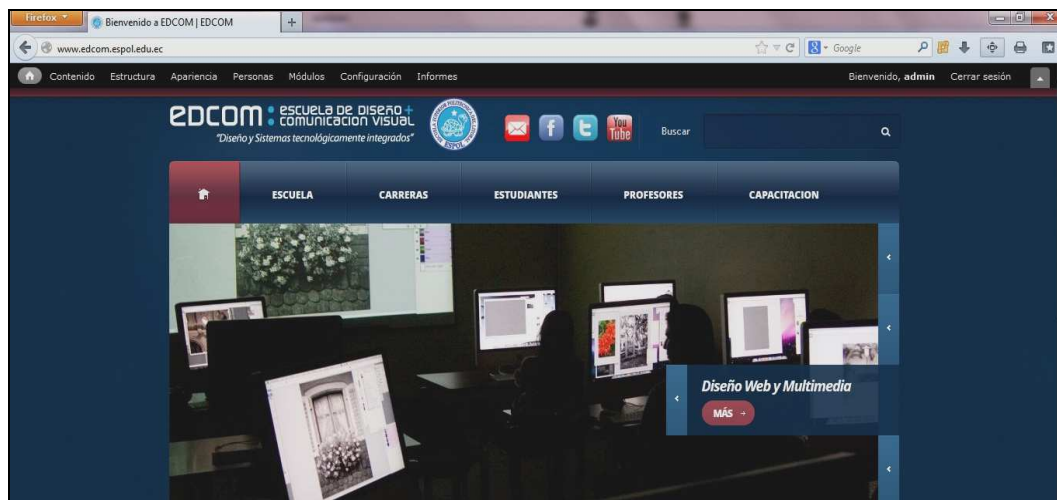 Firefox
Bienvenido a EDCOM | EDCOM
www.edcom.espol.edu.ec
Google
Contenido Estructura Apariencia Personas Módulos Configuración Informes
Bienvenido, admin Cerrar sesión
EDCOM: ESCUELA DE DISEÑO+
COMUNICACION VISUAL
"Diseño y Sistemas tecnológicamente integrados"
ESPOL
You
Tube
Buscar
ESCUELA CARRERAS ESTUDIANTES PROFESORES CAPACITACION
Diseño Web y Multimedia
MÁS